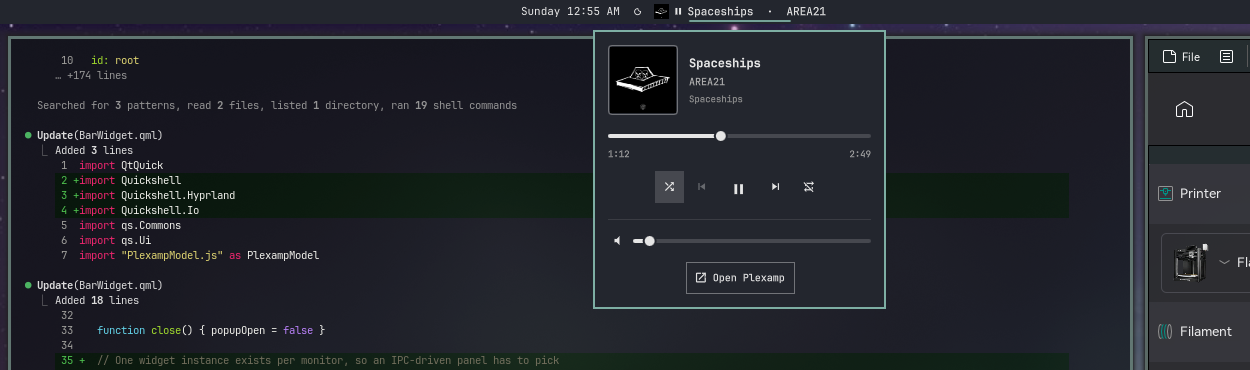 Sunday 12:55 AM Spaceships · AREA21
10 id: root
… +174 lines
Searched for 3 patterns, read 2 files, listed 1 directory, ran 19 shell commands
Update(BarWidget.qml)
Added 3 lines
1 import QtQuick
2 +import Quickshell
3 +import Quickshell.Hyprland
4 +import Quickshell.Io
5 import qs.Commons
6 import qs.Ui
7 import "PlexampModel.js" as PlexampModel
Update(BarWidget.qml)
Added 18 lines
32
33 function close() { popupOpen = false }
34
35 + // One widget instance exists per monitor, so an IPC-driven panel has to pick
Spaceships
AREA21
Spaceships
1:12 2:49
Open Plexamp
File
Printer
Fla
Filament